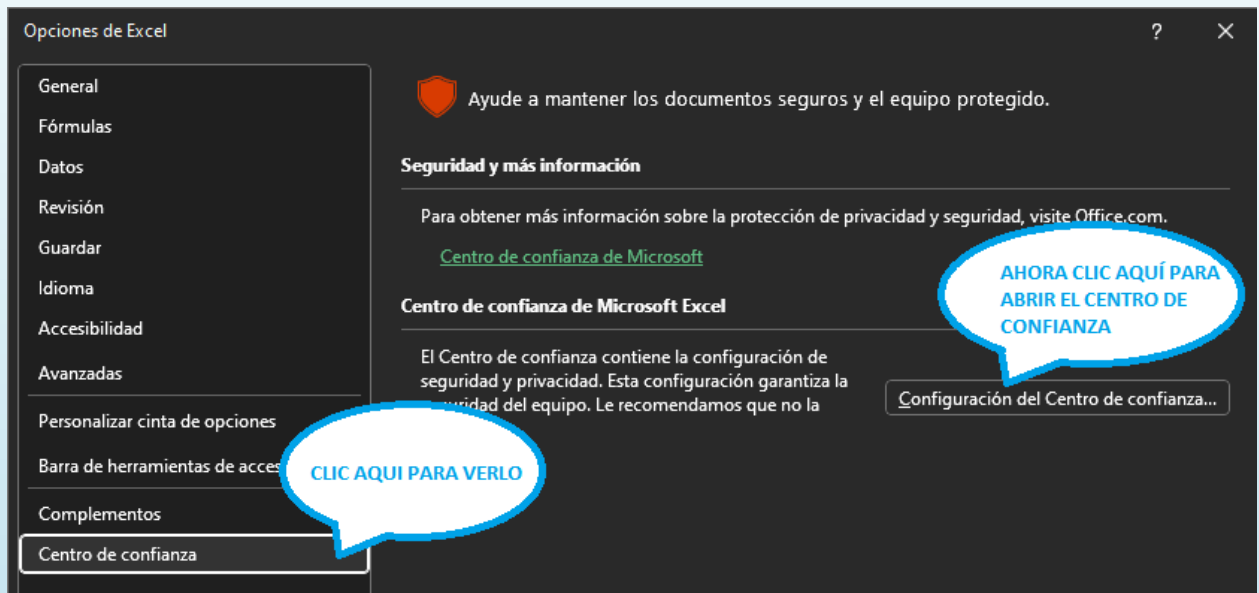 Opciones de Excel
?
General
Fórmulas
Datos
Revisión
Guardar
Idioma
Accesibilidad
Avanzadas
Personalizar cinta de opciones
Barra de herramientas de
Complementos
Centro de confianza
Ayude a mantener los documentos seguros y el equipo protegido.
Seguridad y más información
Para obtener más información sobre la protección de privacidad y seguridad, visite Office.com.
Centro de confianza de Microsoft
Centro de confianza de Microsoft Excel
El Centro de confianza contiene la configuración de
seguridad y privacidad. Esta configuración garantiza la
del equipo. Le recomendamos que no la
Configuración del Centro de confianza...
AHORA CLIC AQUÍ PARA
ABRIR EL CENTRO DE
CONFIANZA
CLIC AQUI PARA VERLO